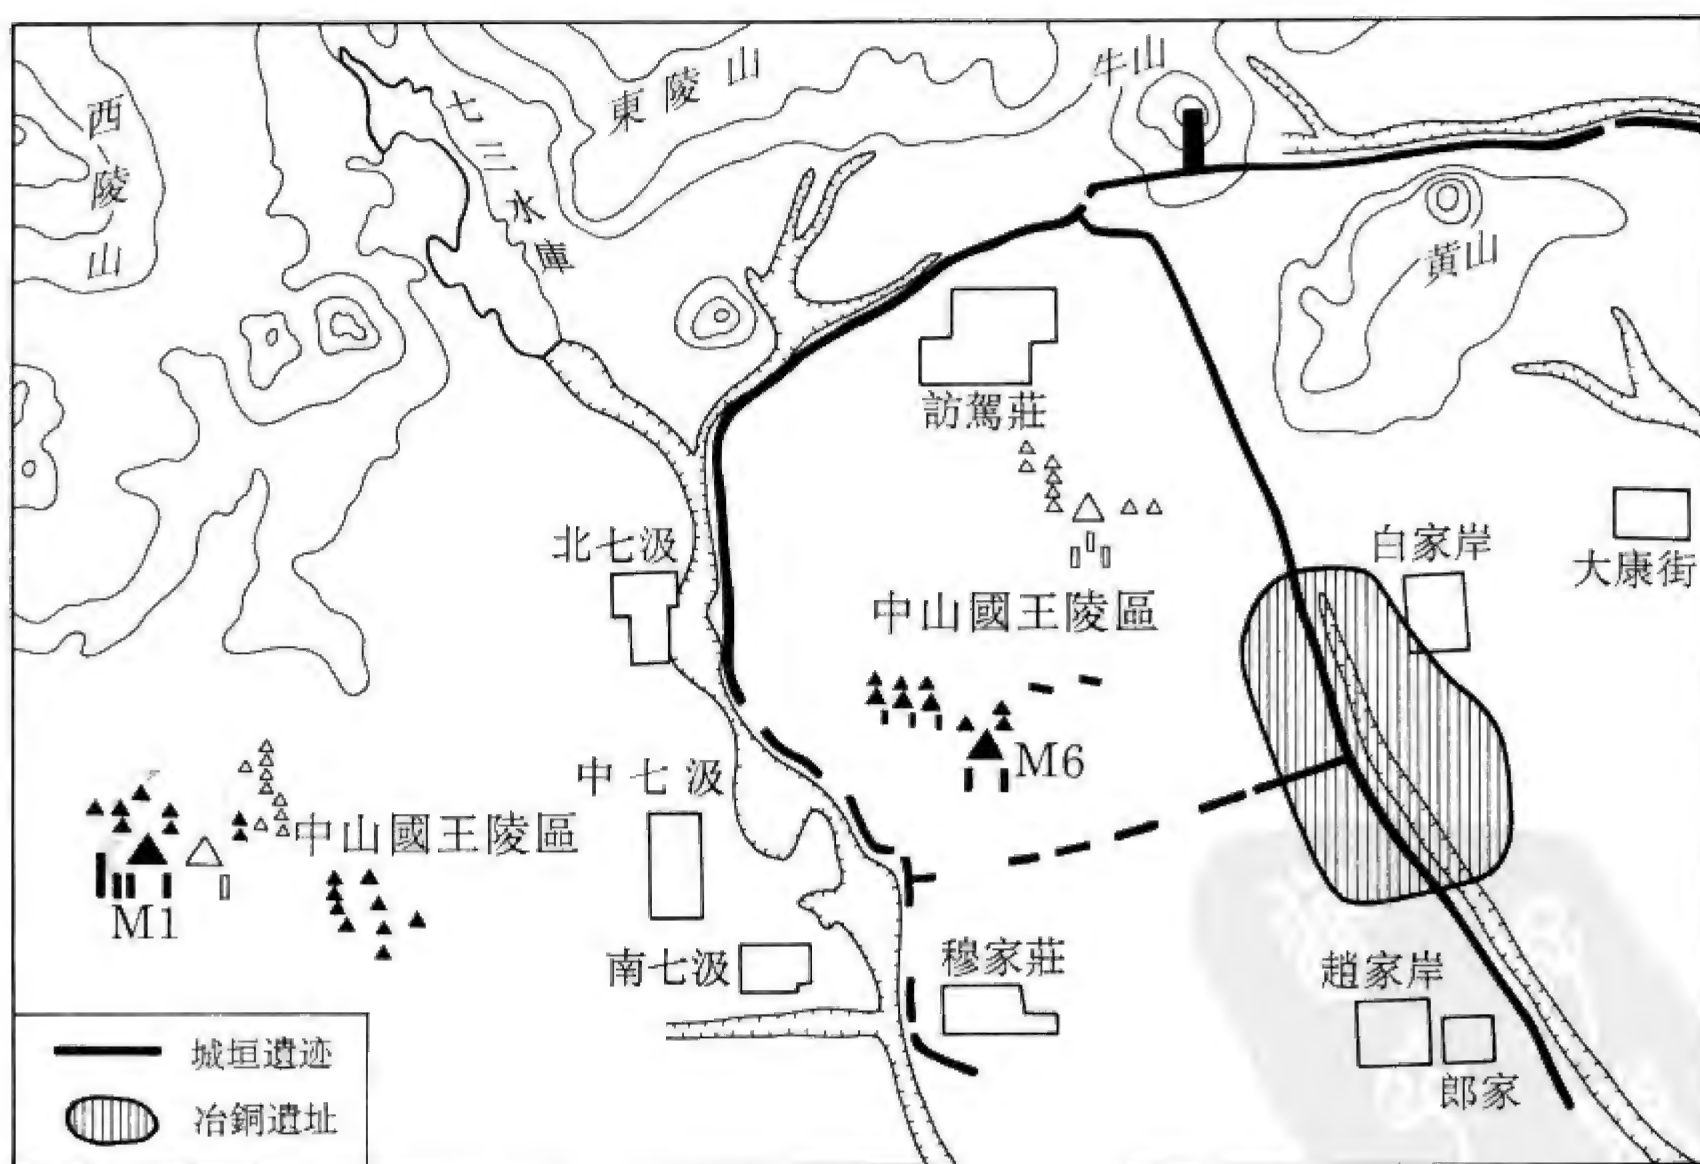 西陵山
七三水庫
東陵山
牛山
黄山
訪駕莊
北七汲
白家岸
大康街
中山國王陵區
M6
中七汲
中山國王陵區
M1
南七汲
穆家莊
趙家岸
郎家
城垣遺迹
冶銅遺址